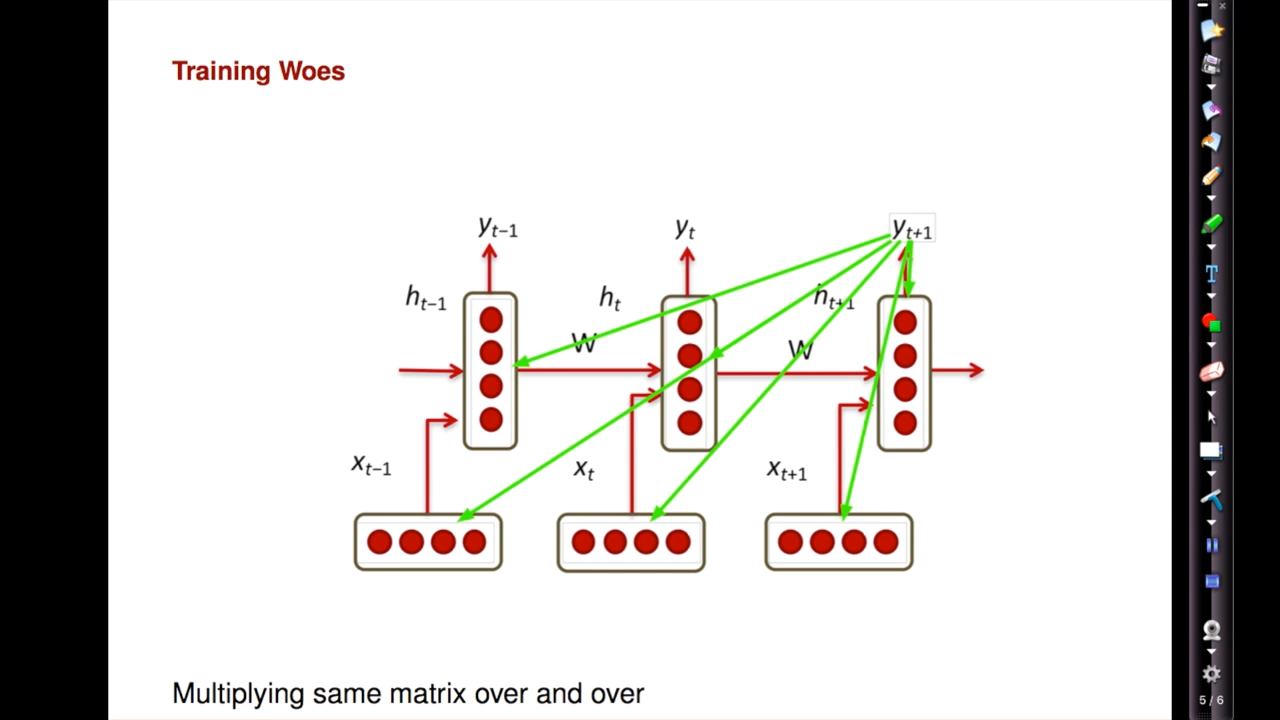 Training Woes
yt−1
yt
yt+1
ht−1
ht
ht+1
W
W
xt−1
xt
xt+1
Multiplying same matrix over and over
T
5 / 6